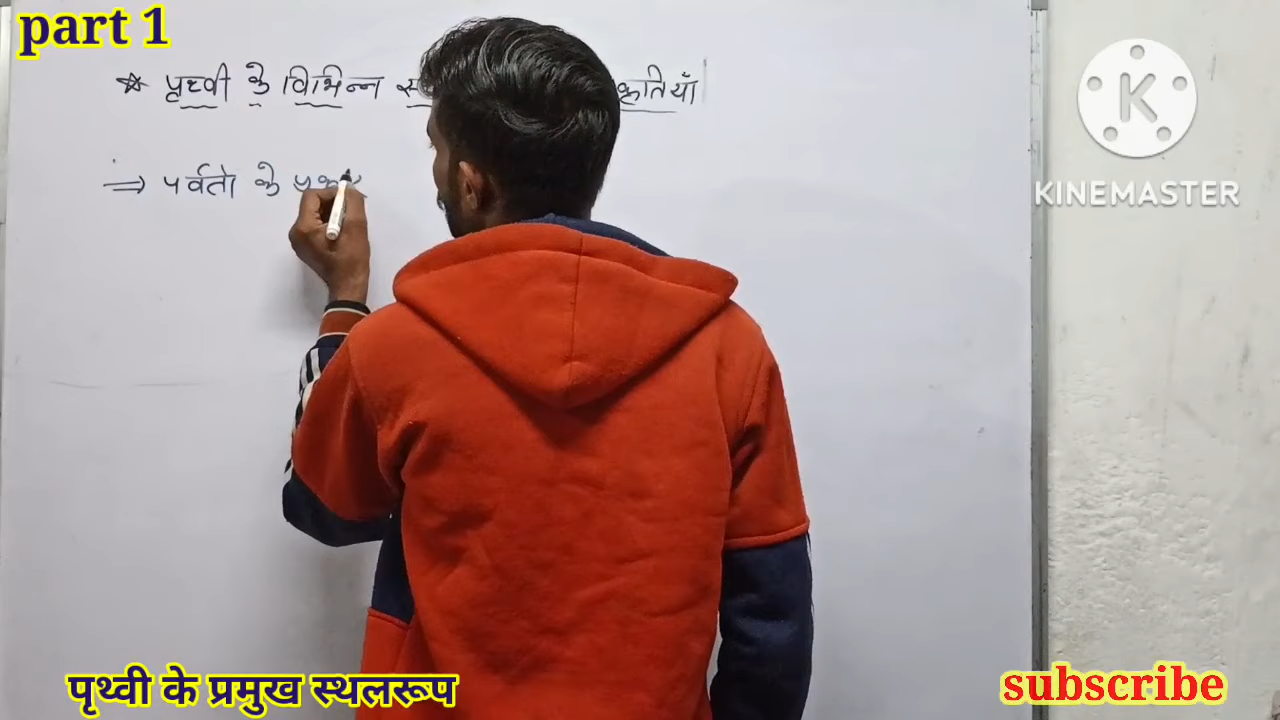 part 1
* पृथ्वी के विभिन्न
⇒ पर्वतो के
KINEMASTER
पृथ्वी के प्रमुख स्थलरूप
subscribe